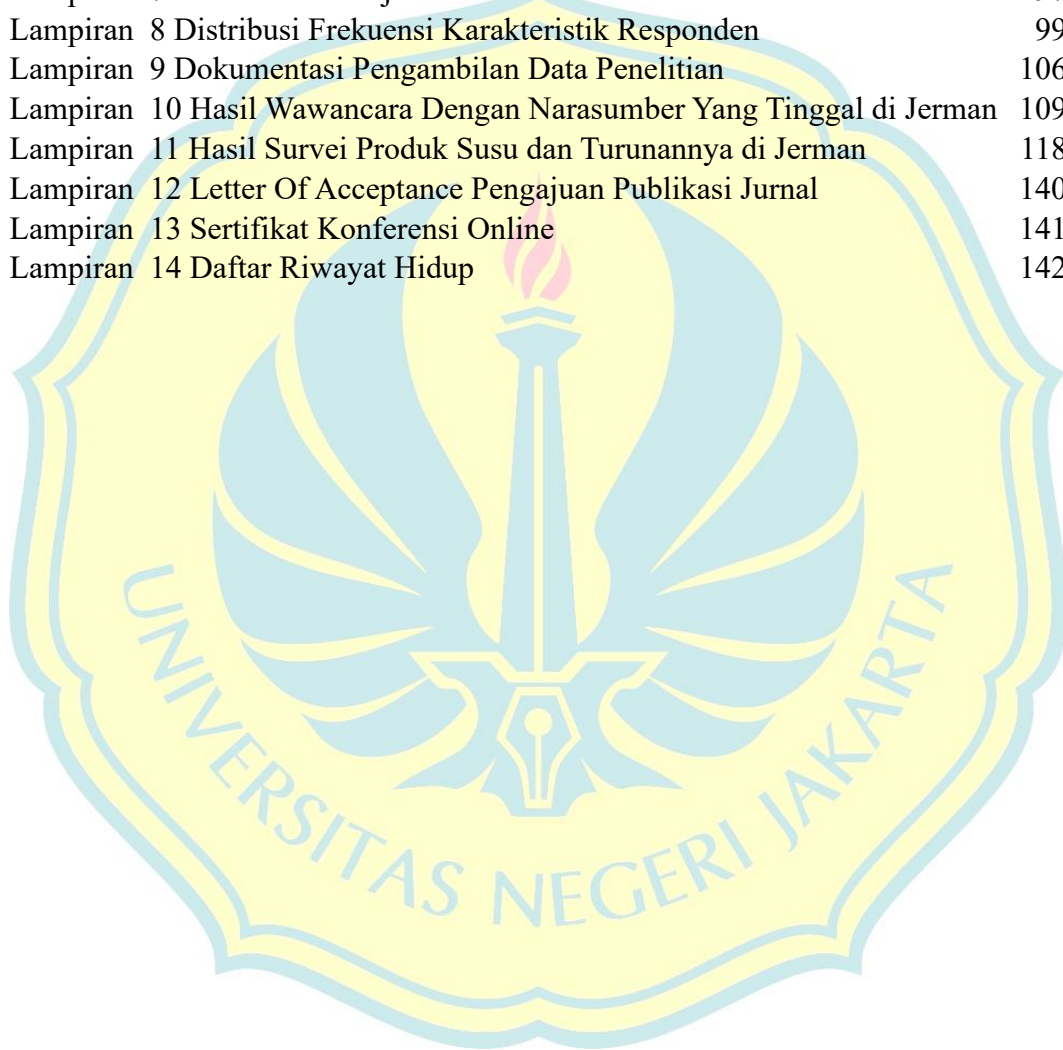 Lampiran 8 Distribusi Frekuensi Karakteristik Responden 99
Lampiran 9 Dokumentasi Pengambilan Data Penelitian 106
Lampiran 10 Hasil Wawancara Dengan Narasumber Yang Tinggal di Jerman 109
Lampiran 11 Hasil Survei Produk Susu dan Turunannya di Jerman 118
Lampiran 12 Letter Of Acceptance Pengajuan Publikasi Jurnal 140
Lampiran 13 Sertifikat Konferensi Online 141
Lampiran 14 Daftar Riwayat Hidup 142
UNIVERSITAS NEGERI JAKARTA